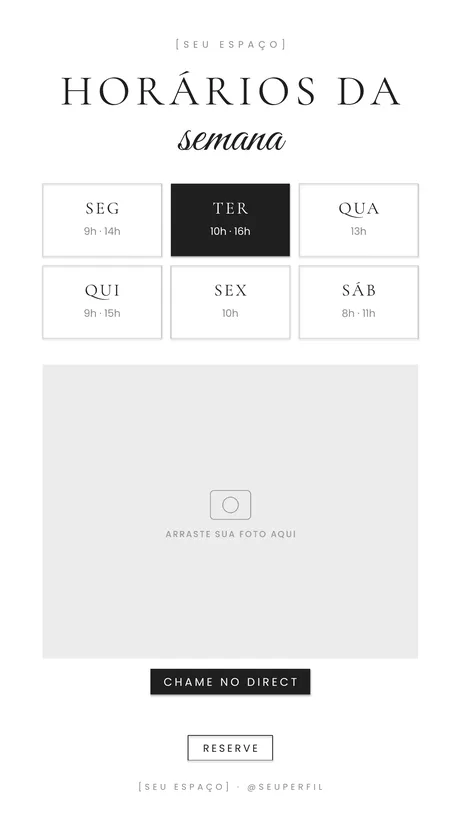 [SEU ESPAÇO]
HORÁRIOS DA
semana
SEG
9h · 14h
TER
10h · 16h
QUA
13h
QUI
9h · 15h
SEX
10h
SÁB
8h · 11h
ARRASTE SUA FOTO AQUI
CHAME NO DIRECT
RESERVE
[SEU ESPAÇO] · @SEUPERFIL